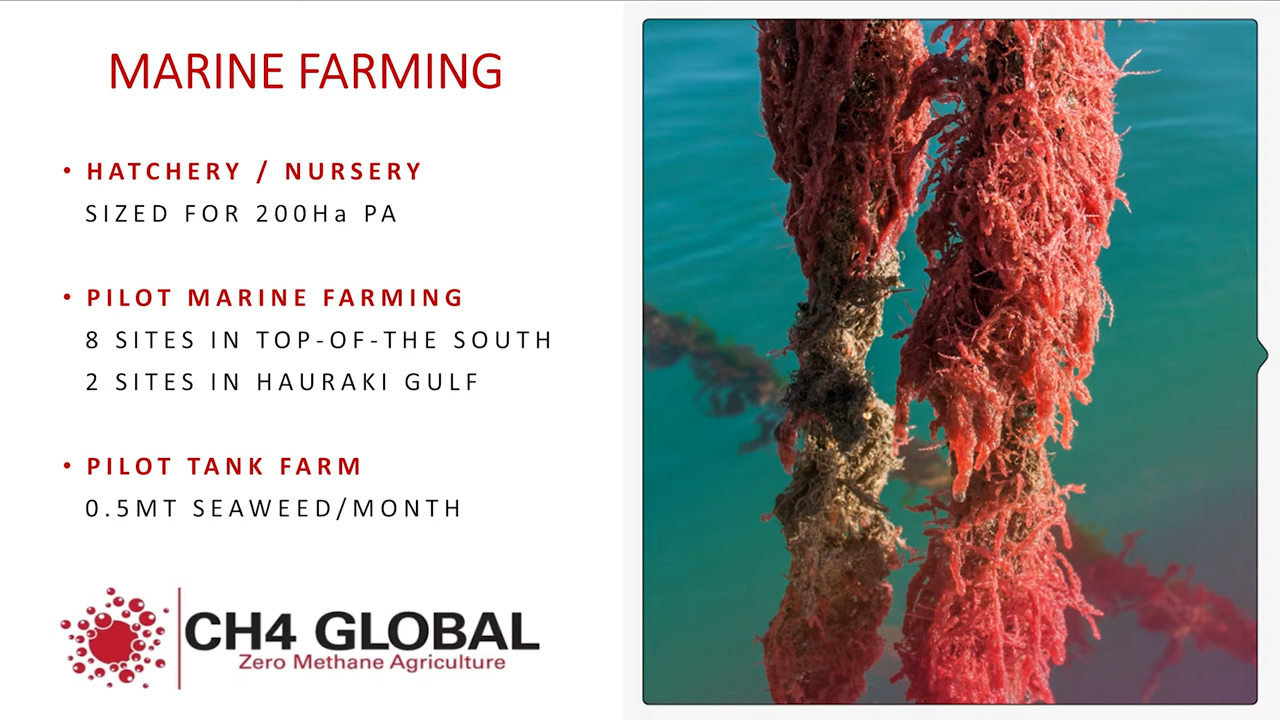 MARINE FARMING
• HATCHERY / NURSERY
SIZED FOR 200Ha PA
• PILOT MARINE FARMING
8 SITES IN TOP-OF-THE SOUTH
2 SITES IN HAURAKI GULF
• PILOT TANK FARM
0.5MT SEAWEED/MONTH
CH4 GLOBAL
Zero Methane Agriculture